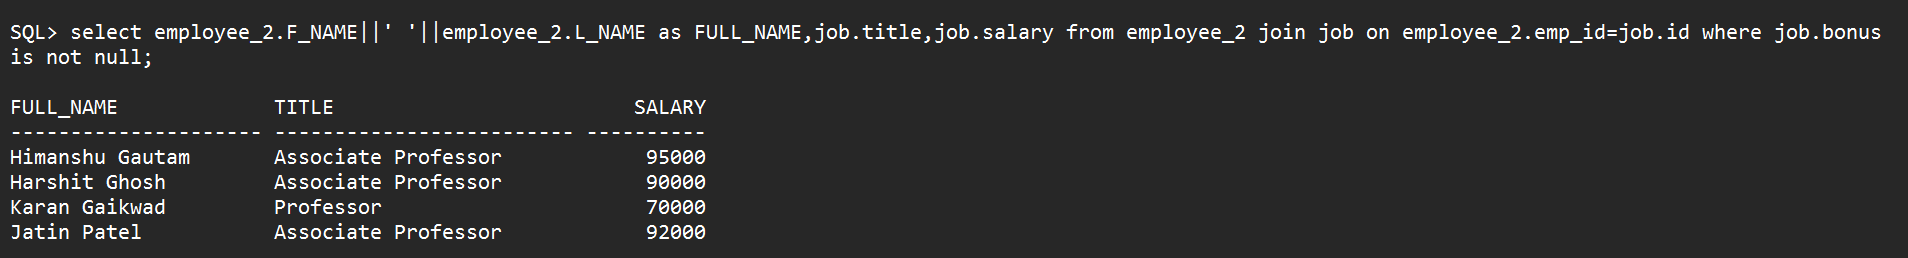 SQL> select employee_2.F_NAME||' '||employee_2.L_NAME as FULL_NAME,job.title,job.salary from employee_2 join job on employee_2.emp_id=job.id where job.bonus
is not null;
FULL_NAME             TITLE                         SALARY
--------------------- ------------------------- ----------
Himanshu Gautam       Associate Professor            95000
Harshit Ghosh         Associate Professor            90000
Karan Gaikwad         Professor                      70000
Jatin Patel           Associate Professor            92000